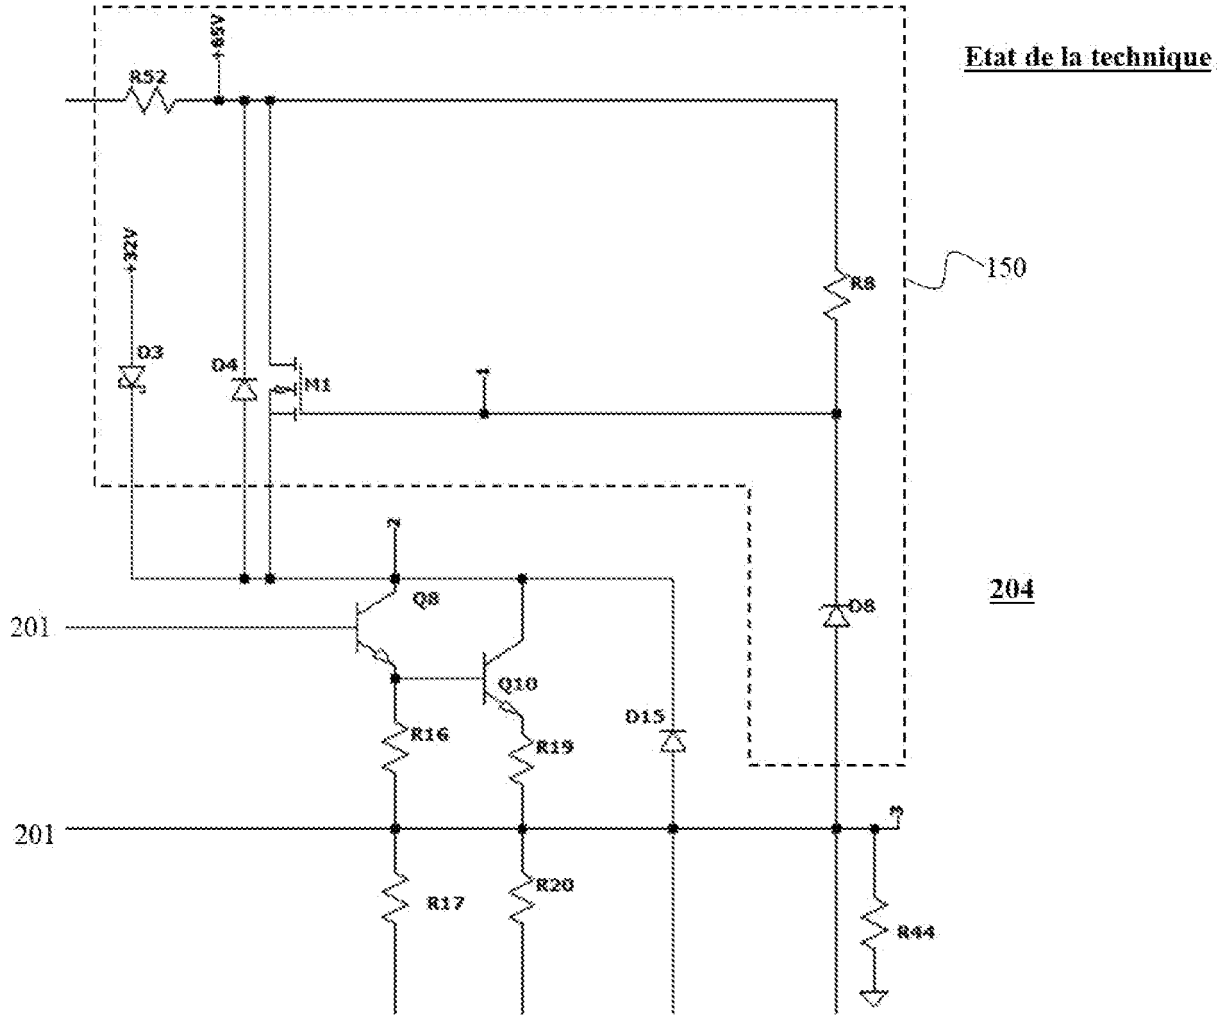 Etat de la technique
+85V
R52
+32V
150
R8
D3
D4
M1
1
2
204
Q8
D8
201
Q10
D15
R16
R19
3
201
R20
R17
R44